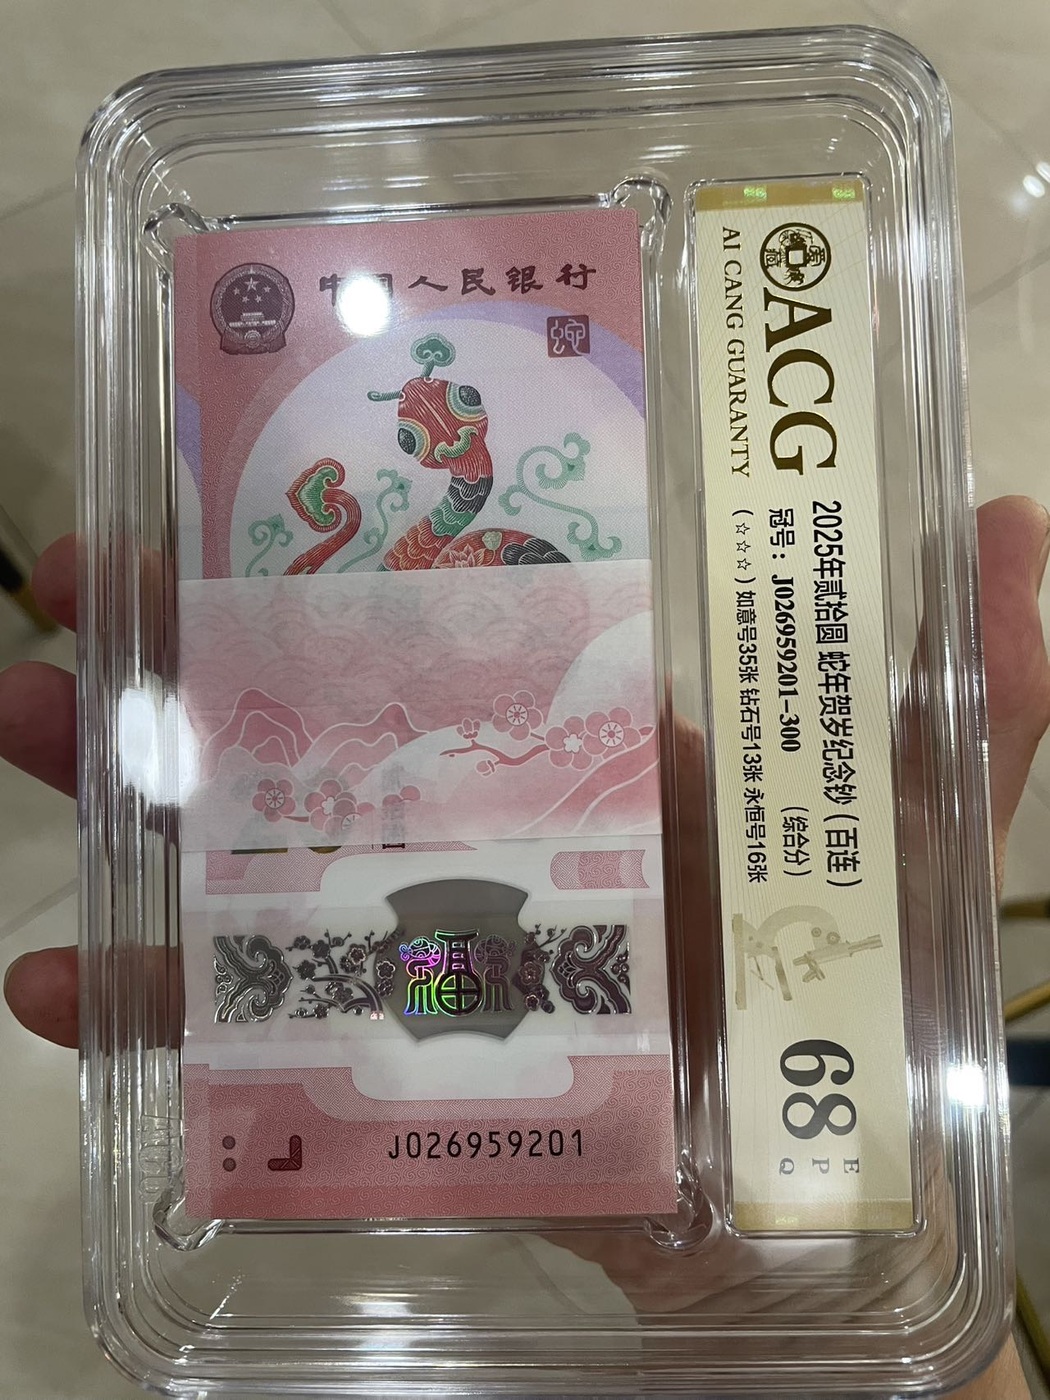 中国人民银行
福
J026959201
ACG
AI CANG GUARANTY
2025年贰拾圆 蛇年贺岁纪念钞（百连）
冠号：J026959201-300 （综合分）
(☆☆☆) 如意号35张 钻石号13张 永恒号16张
68
E P Q